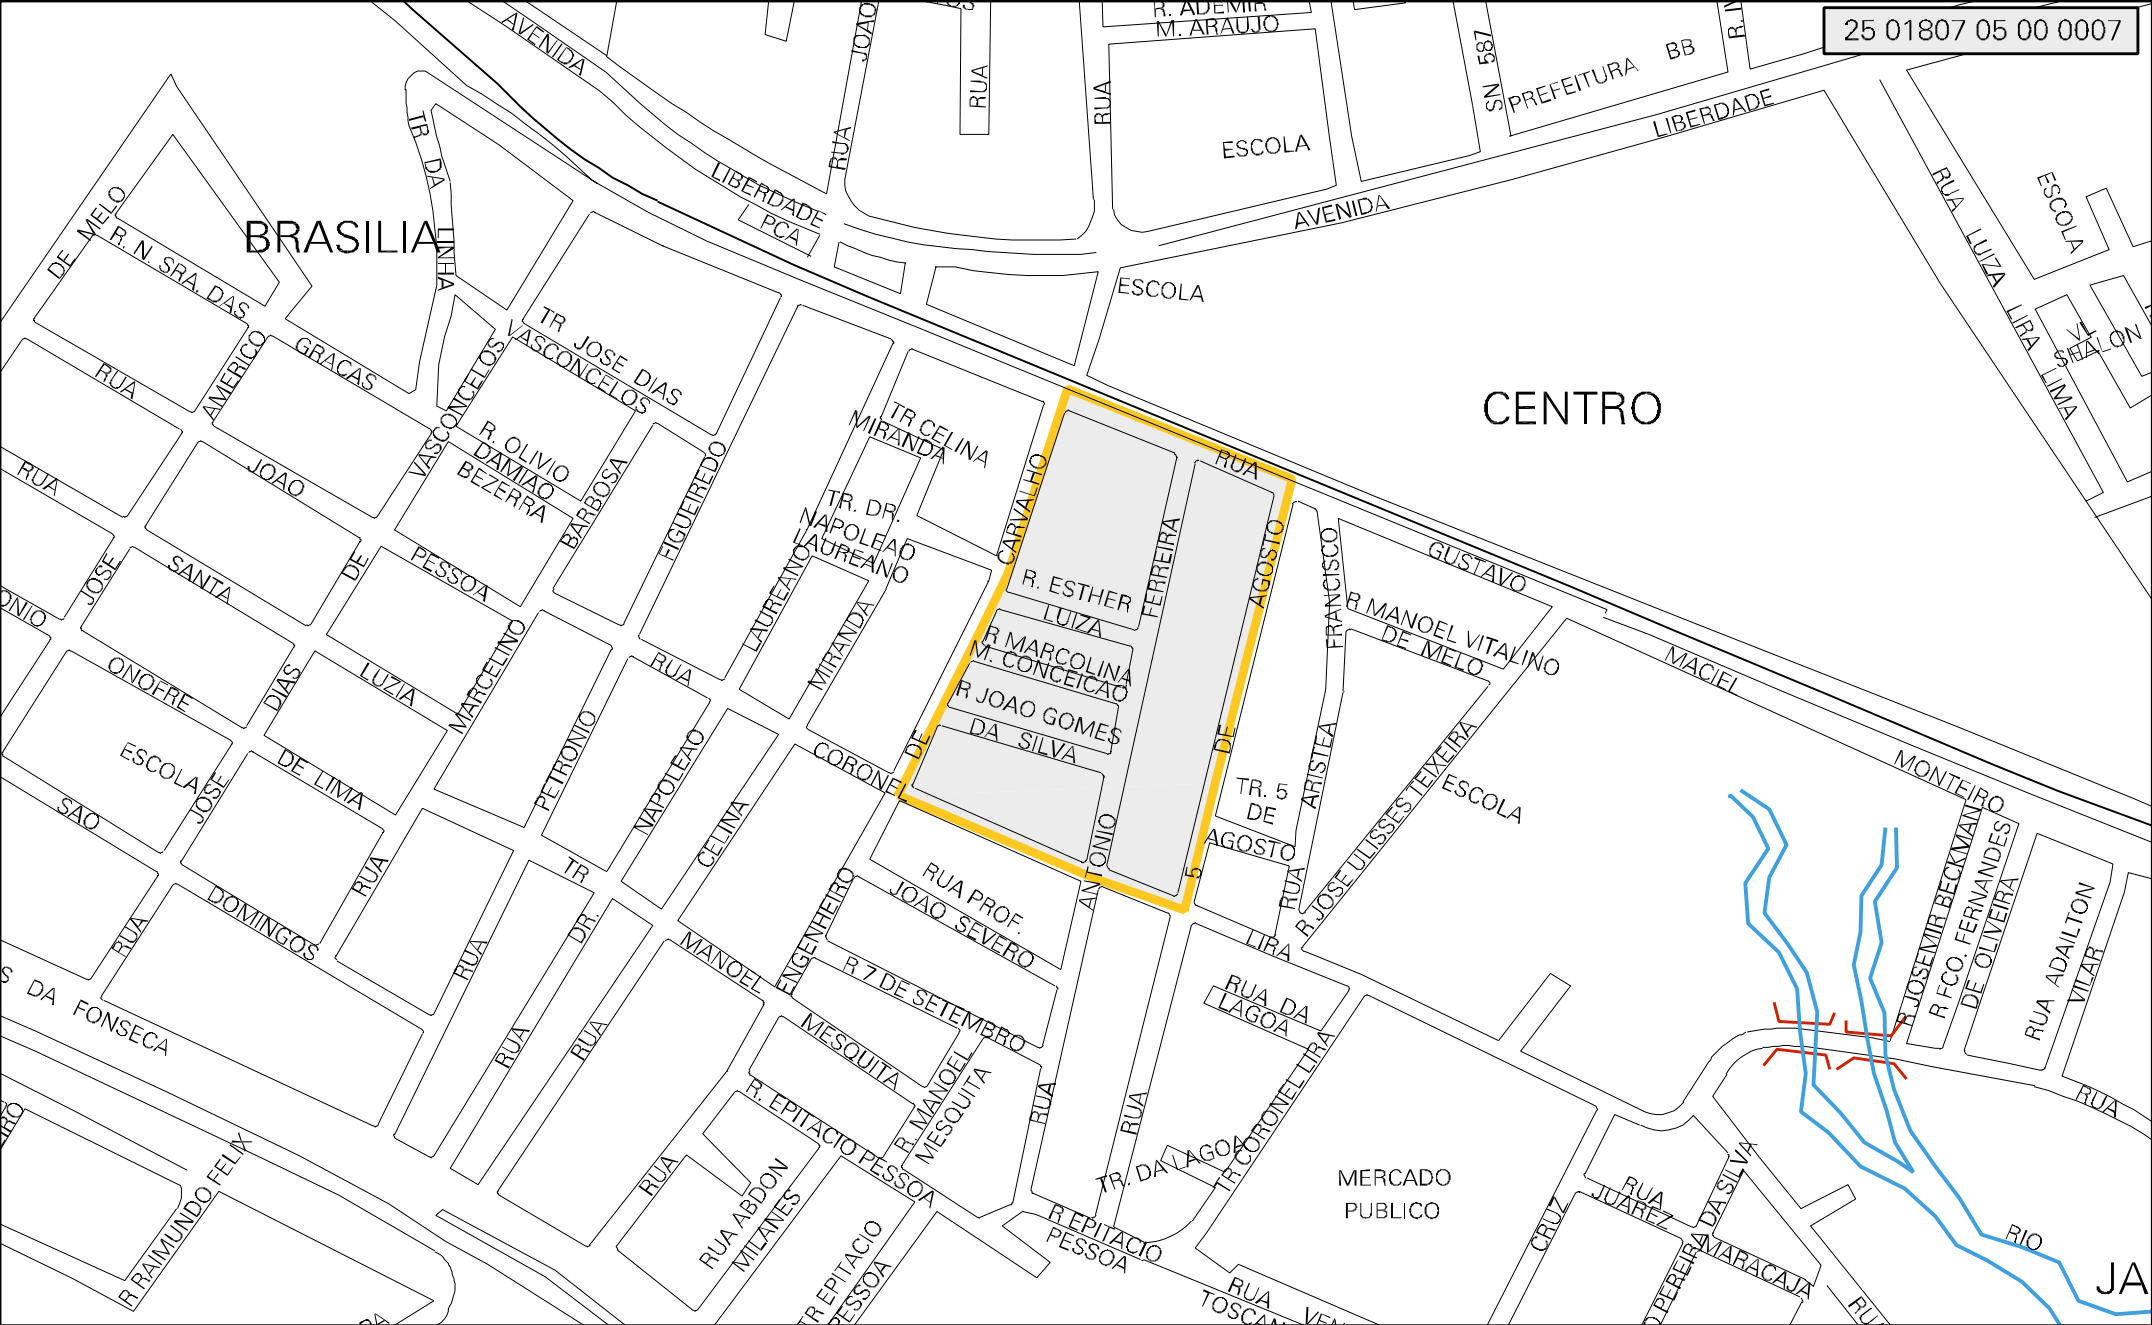 25 01807 05 00 0007
R. ADEMIR
M. ARAUJO
AVENIDA
JOAO
RUA
RUA
RUA
SN 587
PREFEITURA BB
LIBERDADE
ESCOLA
AVENIDA
LIBERDADE
PCA
ESCOLA
BRASILIA
CENTRO
TR DA LINHA
DE MELO
R. N. SRA. DAS
GRACAS
AMERICO
VASCONCELOS
TR JOSE DIAS
VASCONCELOS
R. OLIVIO
DAMIAO
BEZERRA
BARBOSA
FIGUEIREDO
TR CELINA
MIRANDA
TR. DR.
NAPOLEAO
LAUREANO
LAUREANO
MIRANDA
CARVALHO
RUA
GUSTAVO
MACIEL
MONTEIRO
R. ESTHER
LUIZA
R MARCOLINA
M. CONCEICAO
R JOAO GOMES
DA SILVA
FERREIRA
AGOSTO
DE
5
FRANCISCO
ARISTEA
RUA
R MANOEL VITALINO
DE MELO
R. JOSE ULISSES TEIXEIRA
ESCOLA
TR. 5
DE
AGOSTO
RUA LUIZA LIRA LIMA
ESCOLA
VL
SHALON
RUA
JOAO
PESSOA
RUA
RUA
SANTA
LUZIA
JOSE
DIAS
DE
MARCELINO
ONOFRE
DE LIMA
ESCOLA
JOSE
SAO
DOMINGOS
RUA
RUA
RUA
PETRONIO
NAPOLEAO
CELINA
TR
DR.
RUA
RUA
CORONEL
DE
ENGENHEIRO
ANTONIO
LIRA
RUA PROF.
JOAO SEVERO
R 7 DE SETEMBRO
MANOEL
MESQUITA
R. MANOEL
MESQUITA
R. EPITACIO PESSOA
RUA
RUA ABDON
MILANES
TR EPITACIO
PESSOA
RUA
RUA
RUA DA
LAGOA
TR. DA LAGOA
TR CORONEL LIRA
R EPITACIO
PESSOA
MERCADO
PUBLICO
RUA
CRUZ
RUA
JUAREZ
MARACAJA
PEREIRA DA SILVA
R. JOSEMIR BECKMAN
R FCO. FERNANDES
DE OLIVEIRA
RUA ADAILTON
VILAR
RUA
RIO
DA FONSECA
R RAIMUNDO FELIX